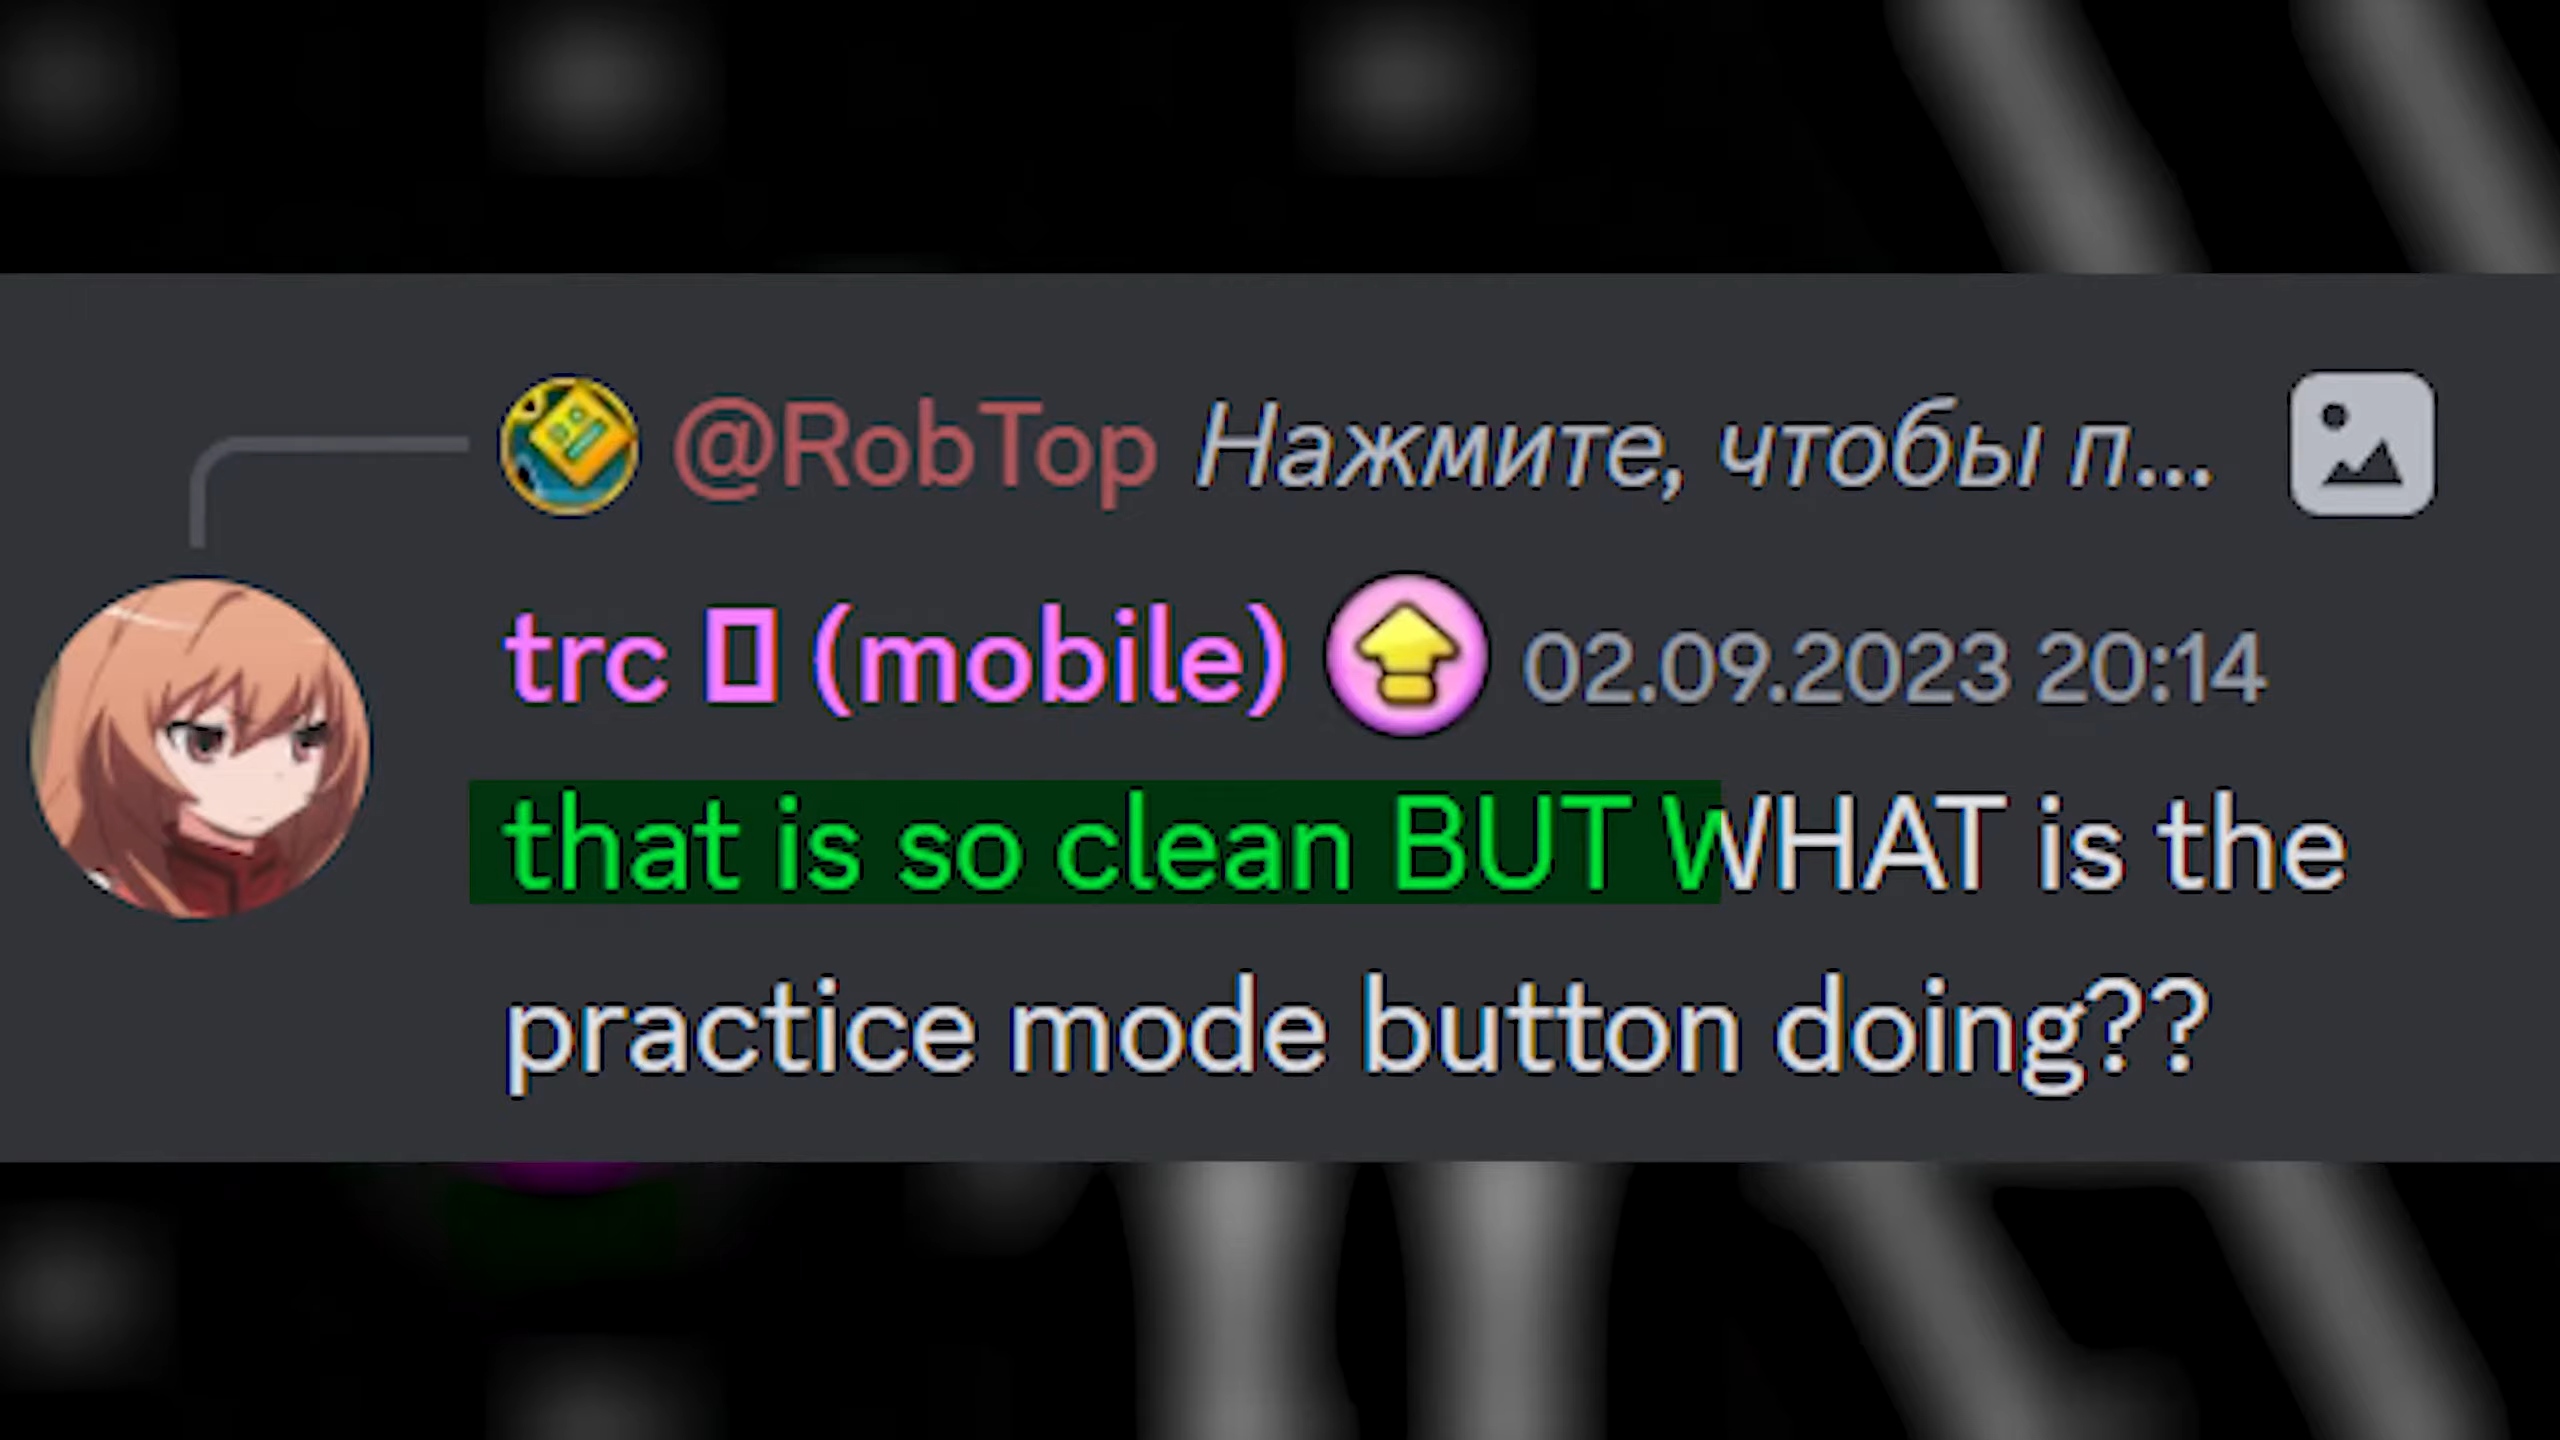 @RobTop Нажмите, чтобы п...
trc (mobile) 02.09.2023 20:14
that is so clean BUT WHAT is the
practice mode button doing??